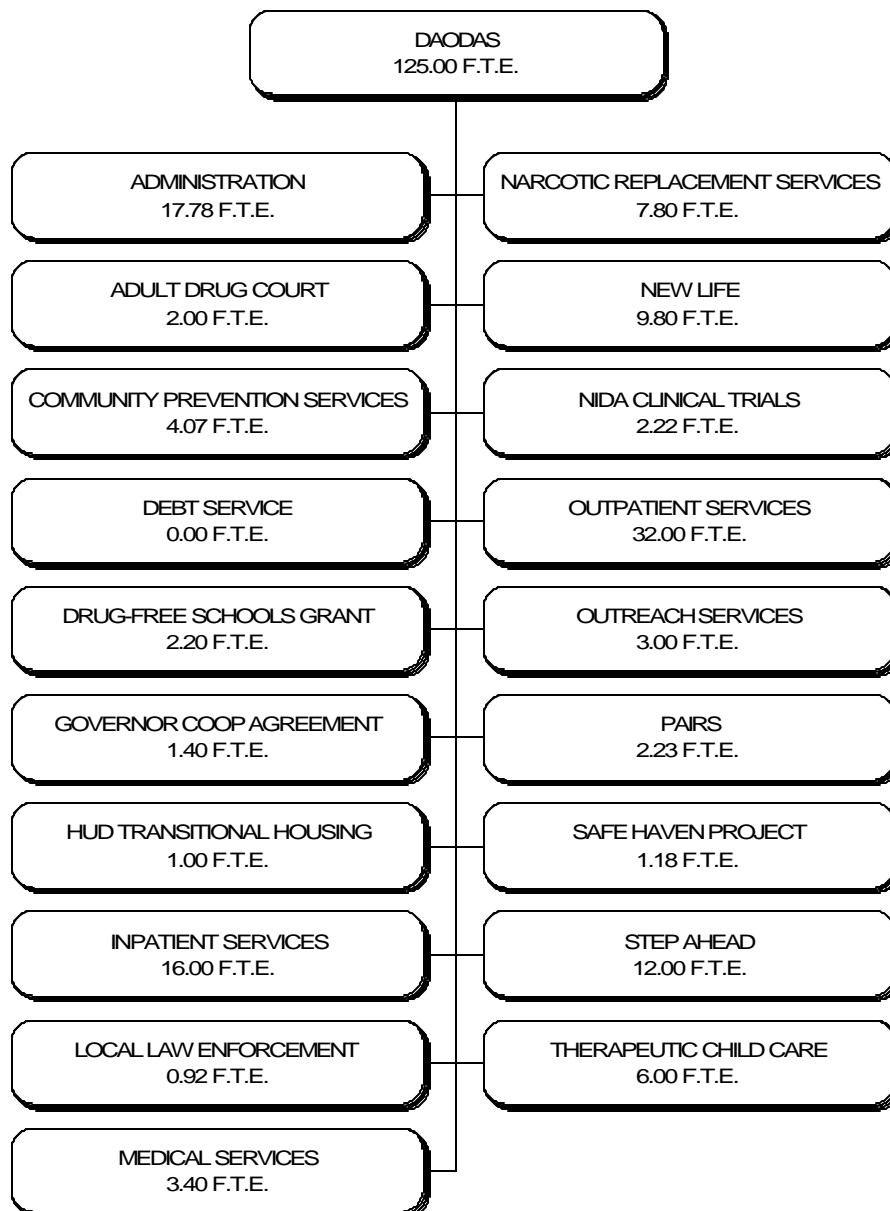 DAODAS
125.00 F.T.E.
ADMINISTRATION
17.78 F.T.E.
NARCOTIC REPLACEMENT SERVICES
7.80 F.T.E.
ADULT DRUG COURT
2.00 F.T.E.
NEW LIFE
9.80 F.T.E.
COMMUNITY PREVENTION SERVICES
4.07 F.T.E.
NIDA CLINICAL TRIALS
2.22 F.T.E.
DEBT SERVICE
0.00 F.T.E.
OUTPATIENT SERVICES
32.00 F.T.E.
DRUG-FREE SCHOOLS GRANT
2.20 F.T.E.
OUTREACH SERVICES
3.00 F.T.E.
GOVERNOR COOP AGREEMENT
1.40 F.T.E.
PAIRS
2.23 F.T.E.
HUD TRANSITIONAL HOUSING
1.00 F.T.E.
SAFE HAVEN PROJECT
1.18 F.T.E.
INPATIENT SERVICES
16.00 F.T.E.
STEP AHEAD
12.00 F.T.E.
LOCAL LAW ENFORCEMENT
0.92 F.T.E.
THERAPEUTIC CHILD CARE
6.00 F.T.E.
MEDICAL SERVICES
3.40 F.T.E.